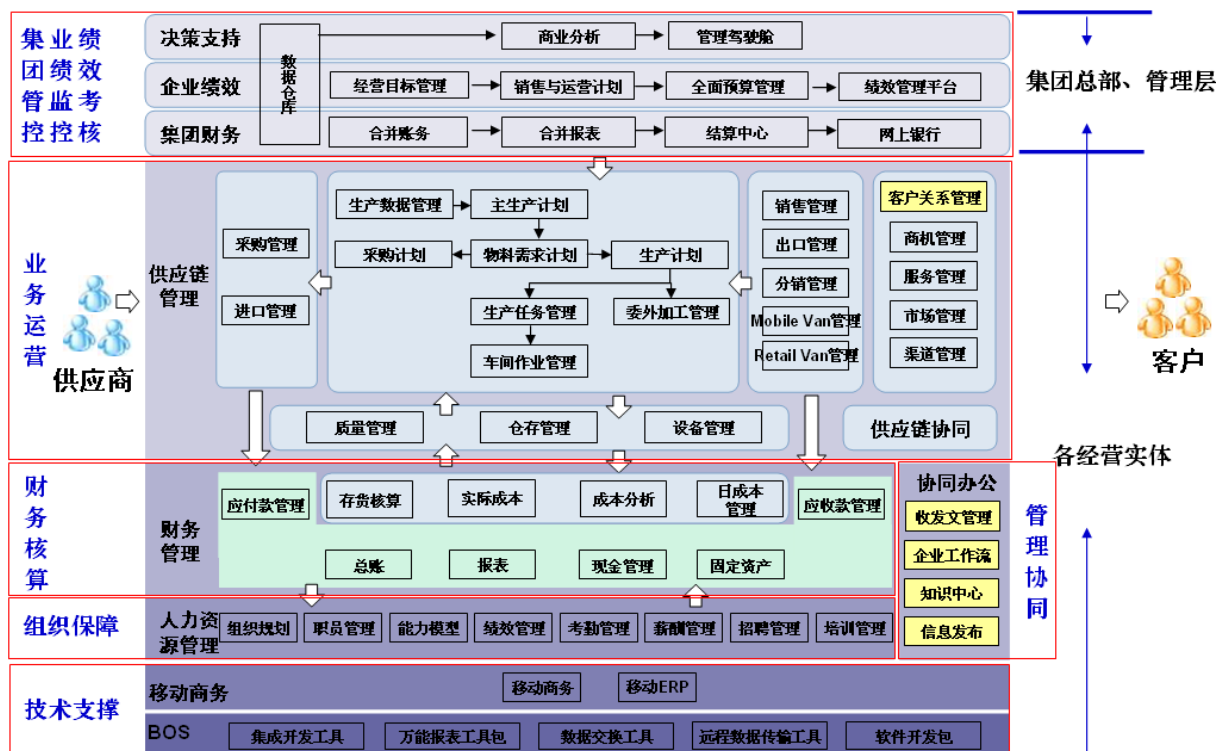 集业绩
团绩效
管监考
控控核
决策支持
数据仓库
商业分析
管理驾驶舱
企业绩效
经营目标管理
销售与运营计划
全面预算管理
绩效管理平台
集团财务
合并账务
合并报表
结算中心
网上银行
集团总部、管理层
业务运营
供应商
供应链
管理
采购管理
进口管理
生产数据管理
主生产计划
采购计划
物料需求计划
生产计划
生产任务管理
委外加工管理
车间作业管理
销售管理
出口管理
分销管理
Mobile Van管理
Retail Van管理
客户关系管理
商机管理
服务管理
市场管理
渠道管理
客户
质量管理
仓存管理
设备管理
供应链协同
各经营实体
财务核算
财务
管理
应付款管理
存货核算
实际成本
成本分析
日成本
管理
应收款管理
总账
报表
现金管理
固定资产
协同办公
收发文管理
企业工作流
知识中心
信息发布
管理协同
组织保障
人力资
源管理
组织规划
职员管理
能力模型
绩效管理
考勤管理
薪酬管理
招聘管理
培训管理
技术支撑
移动商务
移动商务
移动ERP
BOS
集成开发工具
万能报表工具包
数据交换工具
远程数据传输工具
软件开发包